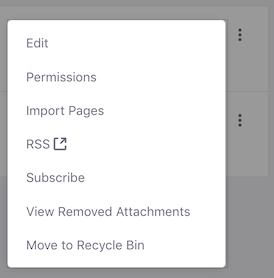 Edit
Permissions
Import Pages
RSS
Subscribe
View Removed Attachments
Move to Recycle Bin